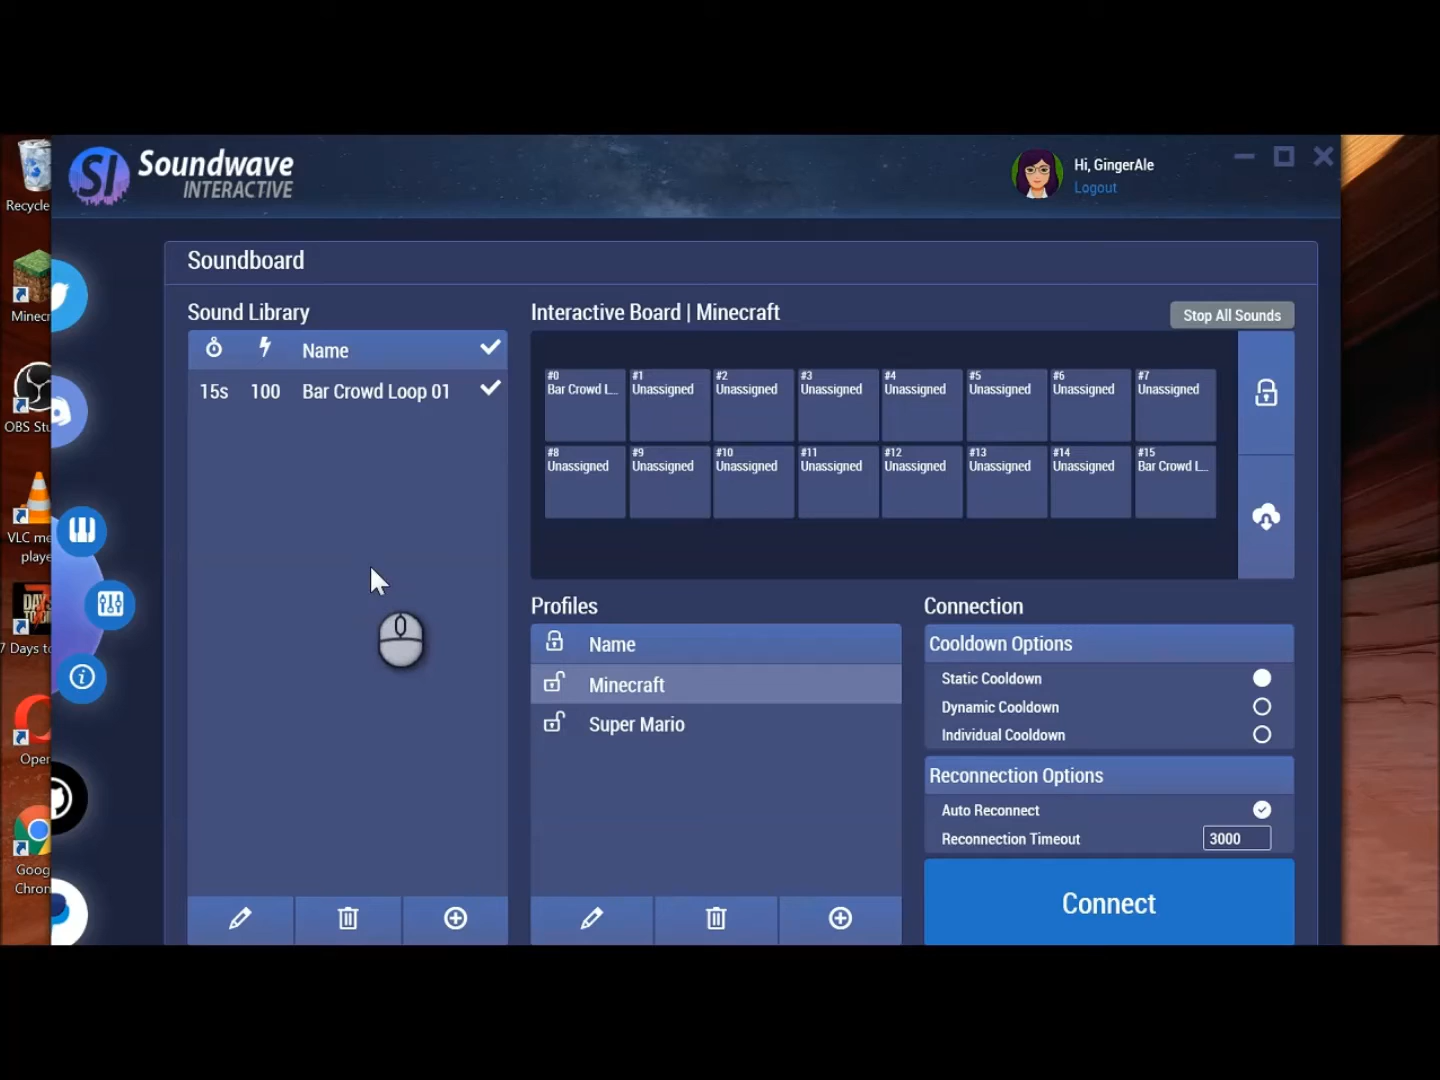 Soundwave
INTERACTIVE
Hi, GingerAle
Logout
Recycle
OBS Stu
VLC me
playe
7 Days to
Goog
Chron
Soundboard
Sound Library
Name
15s 100 Bar Crowd Loop 01
Interactive Board | Minecraft
Stop All Sounds
#0 #1 #2 #3 #4 #5 #6 #7
Bar Crowd L... Unassigned Unassigned Unassigned Unassigned Unassigned Unassigned Unassigned
#8 #9 #10 #11 #12 #13 #14 #15
Unassigned Unassigned Unassigned Unassigned Unassigned Unassigned Unassigned Bar Crowd L...
Profiles
Name
Minecraft
Super Mario
Connection
Cooldown Options
Static Cooldown
Dynamic Cooldown
Individual Cooldown
Reconnection Options
Auto Reconnect
Reconnection Timeout 3000
Connect